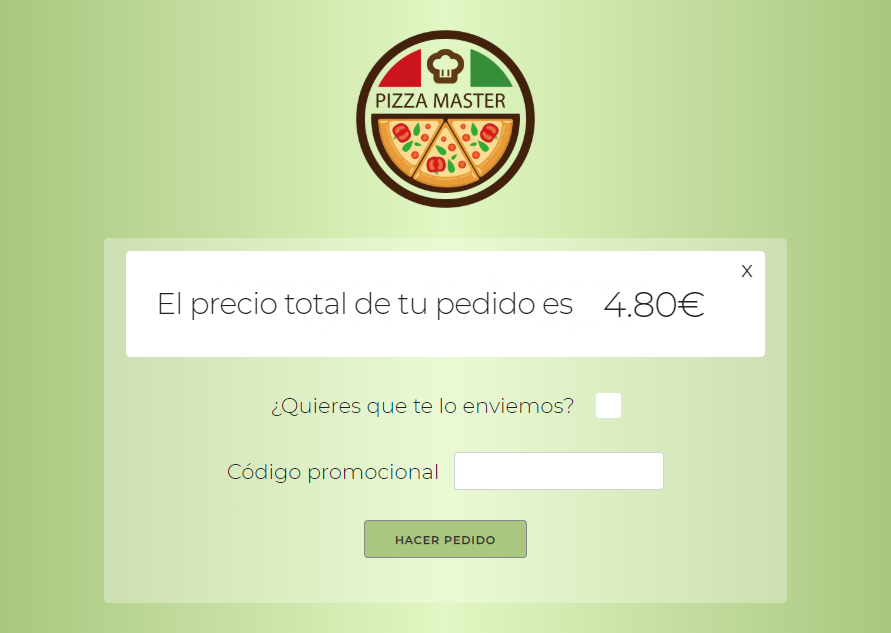 PIZZA MASTER
X
El precio total de tu pedido es 4.80€
¿Quieres que te lo enviemos?
Código promocional
HACER PEDIDO